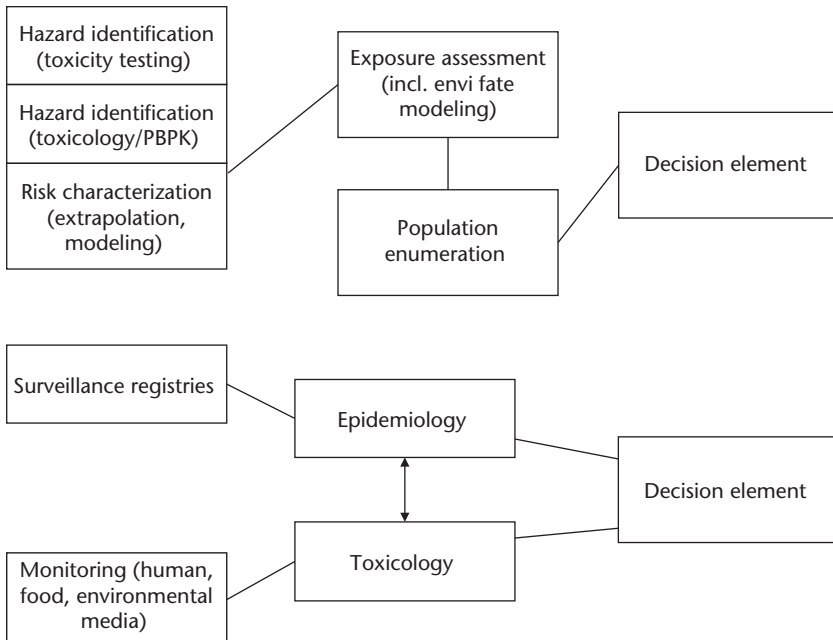 Hazard identification
(toxicity testing)
Hazard identification
(toxicology/PBPK)
Risk characterization
(extrapolation,
modeling)
Exposure assessment
(incl. envi fate
modeling)
Population
enumeration
Decision element
Surveillance registries
Epidemiology
Toxicology
Monitoring (human,
food, environmental
media)
Decision element